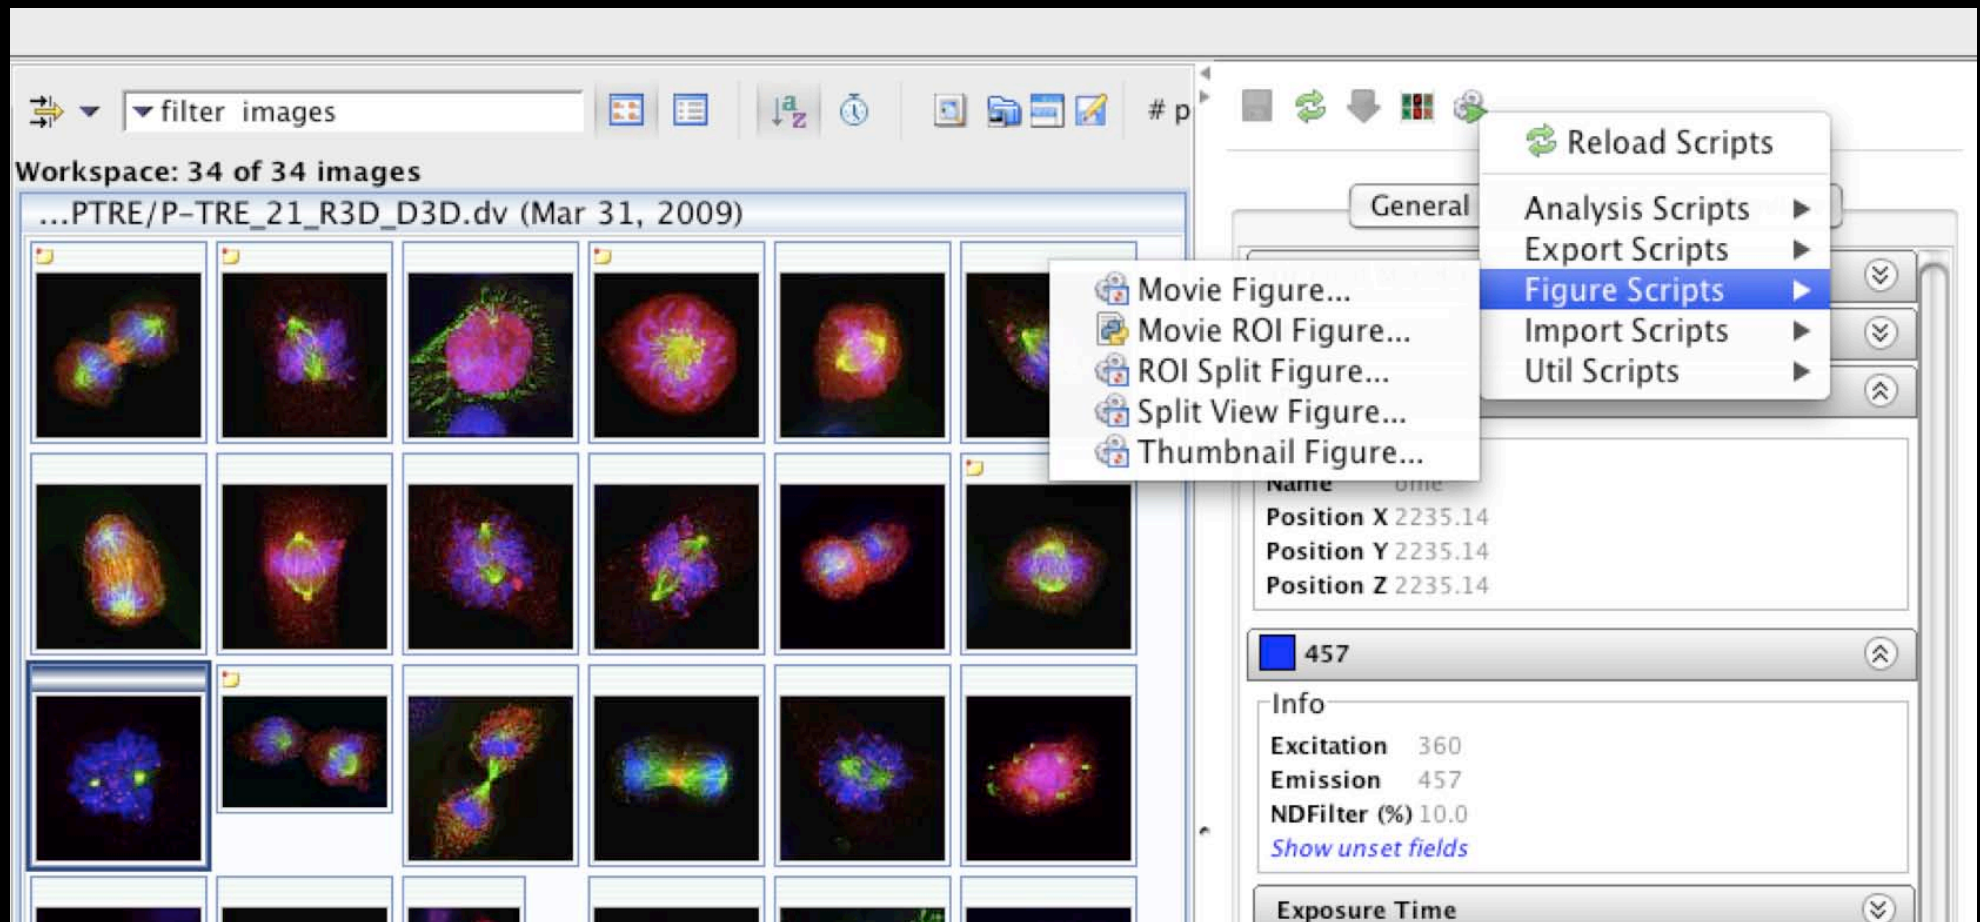 filter images
# p
Workspace: 34 of 34 images
...PTRE/P-TRE_21_R3D_D3D.dv (Mar 31, 2009)
Reload Scripts
General
Analysis Scripts
Export Scripts
Figure Scripts
Import Scripts
Util Scripts
Movie Figure...
Movie ROI Figure...
ROI Split Figure...
Split View Figure...
Thumbnail Figure...
Name ome
Position X 2235.14
Position Y 2235.14
Position Z 2235.14
457
Info
Excitation 360
Emission 457
NDFilter (%) 10.0
Show unset fields
Exposure Time